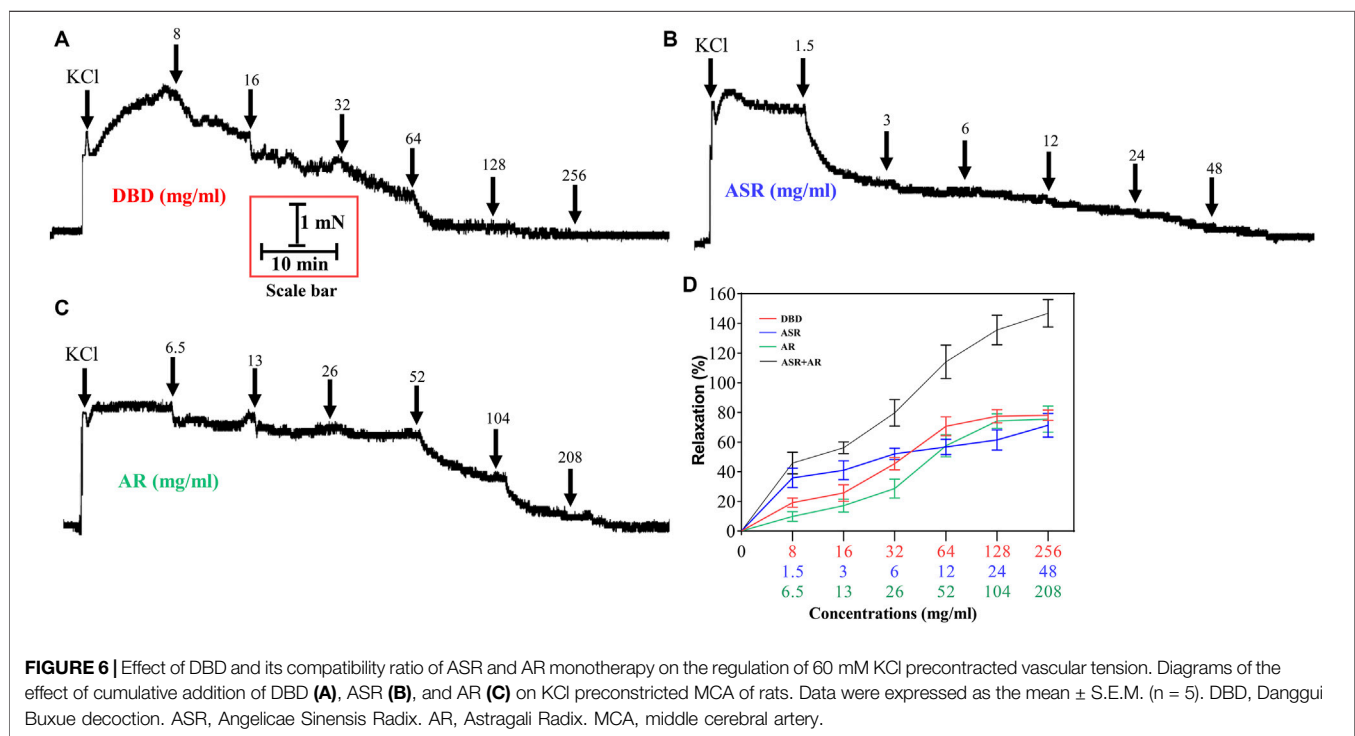 A
8
KCl
16
32
64
128
256
DBD (mg/ml)
1 mN
10 min
Scale bar
B
KCl
1.5
3
6
12
24
48
ASR (mg/ml)
C
KCl
6.5
13
26
52
104
208
AR (mg/ml)
D
160
140
120
100
80
60
40
20
0
Relaxation (%)
DBD
ASR
AR
ASR+AR
0 8 16 32 64 128 256
1.5 3 6 12 24 48
6.5 13 26 52 104 208
Concentrations (mg/ml)
FIGURE 6 | Effect of DBD and its compatibility ratio of ASR and AR monotherapy on the regulation of 60 mM KCl precontracted vascular tension. Diagrams of the
effect of cumulative addition of DBD (A), ASR (B), and AR (C) on KCl preconstricted MCA of rats. Data were expressed as the mean ± S.E.M. (n = 5). DBD, Danggui
Buxue decoction. ASR, Angelicae Sinensis Radix. AR, Astragali Radix. MCA, middle cerebral artery.